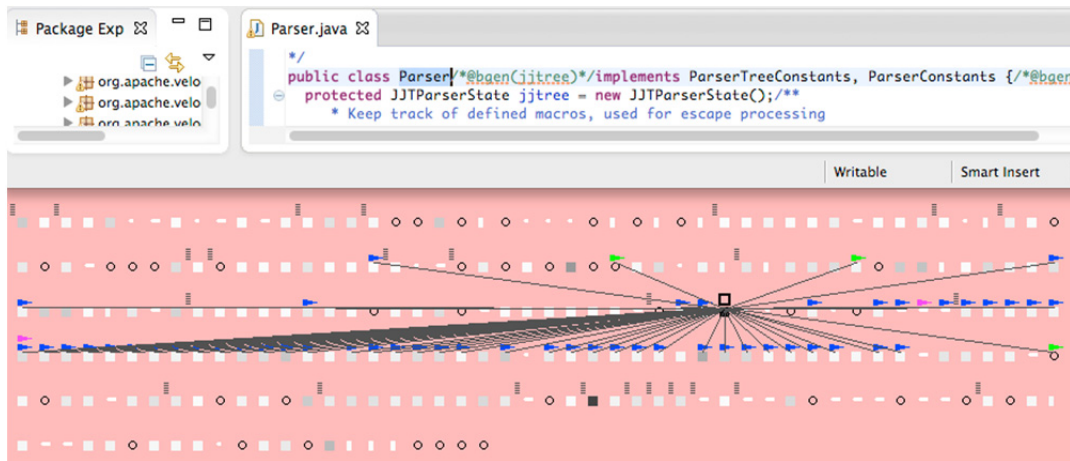 Package Exp
Parser.java
org.apache.velo
org.apache.velo
org.apache.velo
*/
public class Parser/*@bgen(jjtree)*/implements ParserTreeConstants, ParserConstants {/*@bgen
protected JJTParserState jjtree = new JJTParserState();/**
* Keep track of defined macros, used for escape processing
Writable
Smart Insert